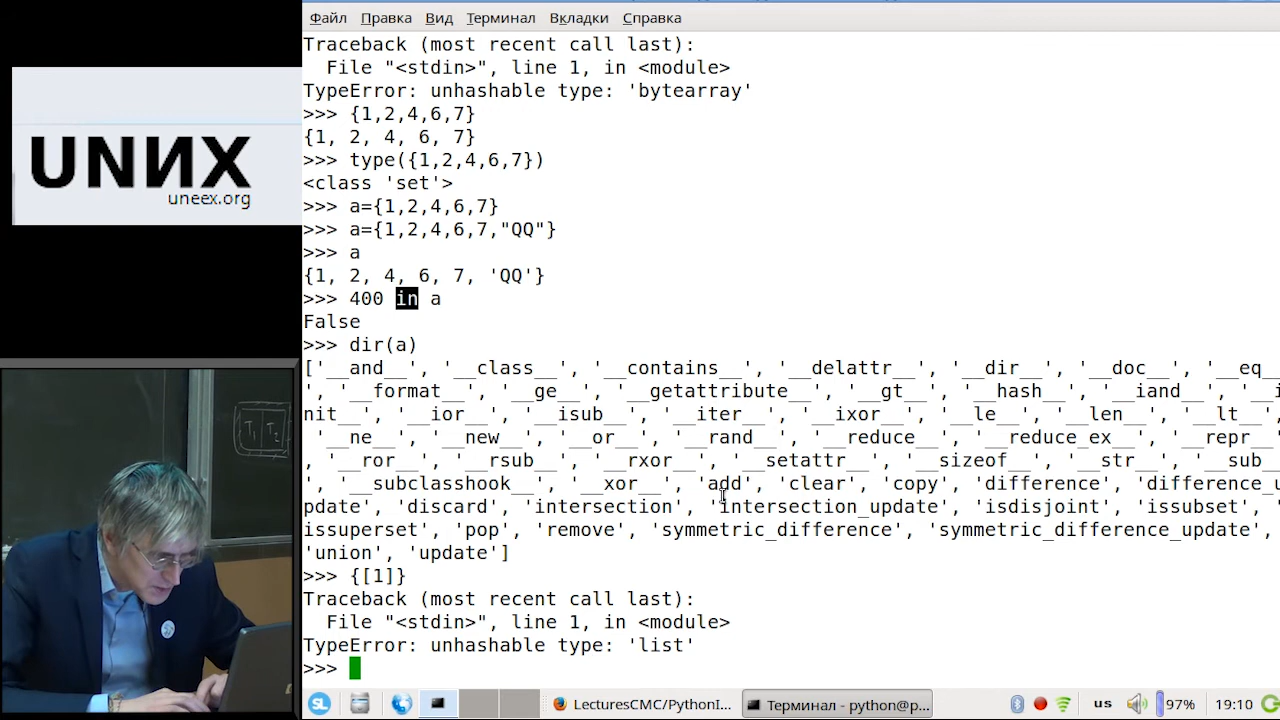 Файл Правка Вид Терминал Вкладки Справка
Traceback (most recent call last):
  File "<stdin>", line 1, in <module>
TypeError: unhashable type: 'bytearray'
>>> {1,2,4,6,7}
{1, 2, 4, 6, 7}
>>> type({1,2,4,6,7})
<class 'set'>
>>> a={1,2,4,6,7}
>>> a={1,2,4,6,7,"QQ"}
>>> a
{1, 2, 4, 6, 7, 'QQ'}
>>> 400 in a
False
>>> dir(a)
['__and__', '__class__', '__contains__', '__delattr__', '__dir__', '__doc__', '__eq__
', '__format__', '__ge__', '__getattribute__', '__gt__', '__hash__', '__iand__', '__i
nit__', '__ior__', '__isub__', '__iter__', '__ixor__', '__le__', '__len__', '__lt__',
 '__ne__', '__new__', '__or__', '__rand__', '__reduce__', '__reduce_ex__', '__repr__'
, '__ror__', '__rsub__', '__rxor__', '__setattr__', '__sizeof__', '__str__', '__sub__
', '__subclasshook__', '__xor__', 'add', 'clear', 'copy', 'difference', 'difference_u
pdate', 'discard', 'intersection', 'intersection_update', 'isdisjoint', 'issubset', 
issuperset', 'pop', 'remove', 'symmetric_difference', 'symmetric_difference_update',
'union', 'update']
>>> {[1]}
Traceback (most recent call last):
  File "<stdin>", line 1, in <module>
TypeError: unhashable type: 'list'
>>>
UNИX
uneex.org
T1 T2
SL LecturesCMC/PythonI... Терминал - python@p... us 97% 19:10